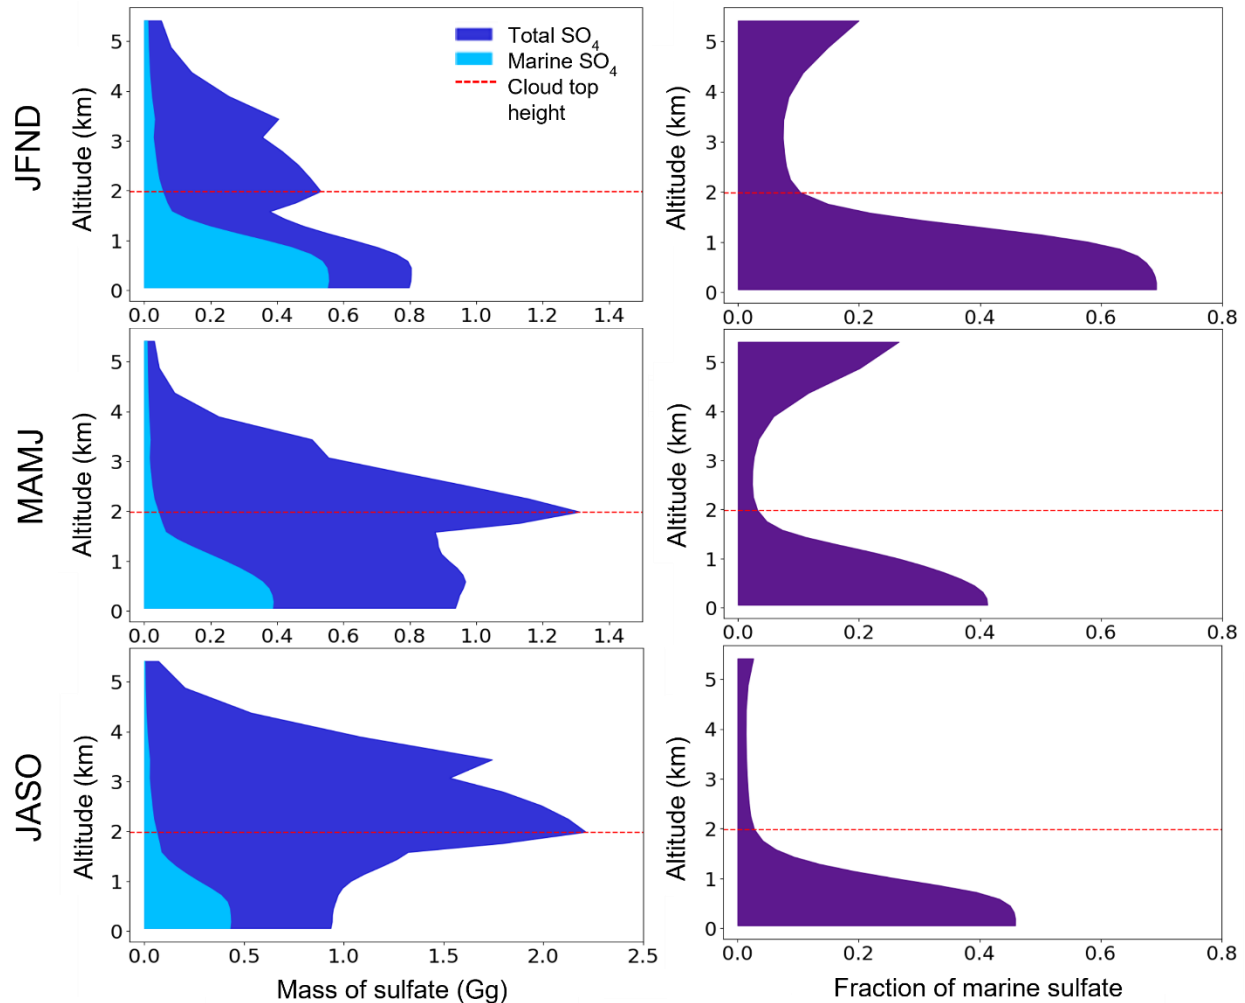 JFND
Altitude (km)
5
4
3
2
1
0
Total SO4
Marine SO4
Cloud top
height
0.0 0.2 0.4 0.6 0.8 1.0 1.2 1.4
Altitude (km)
5
4
3
2
1
0
0.0 0.2 0.4 0.6 0.8
MAMJ
Altitude (km)
5
4
3
2
1
0
0.0 0.2 0.4 0.6 0.8 1.0 1.2 1.4
Altitude (km)
5
4
3
2
1
0
0.0 0.2 0.4 0.6 0.8
JASO
Altitude (km)
5
4
3
2
1
0
0.0 0.5 1.0 1.5 2.0 2.5
Mass of sulfate (Gg)
Altitude (km)
5
4
3
2
1
0
0.0 0.2 0.4 0.6 0.8
Fraction of marine sulfate